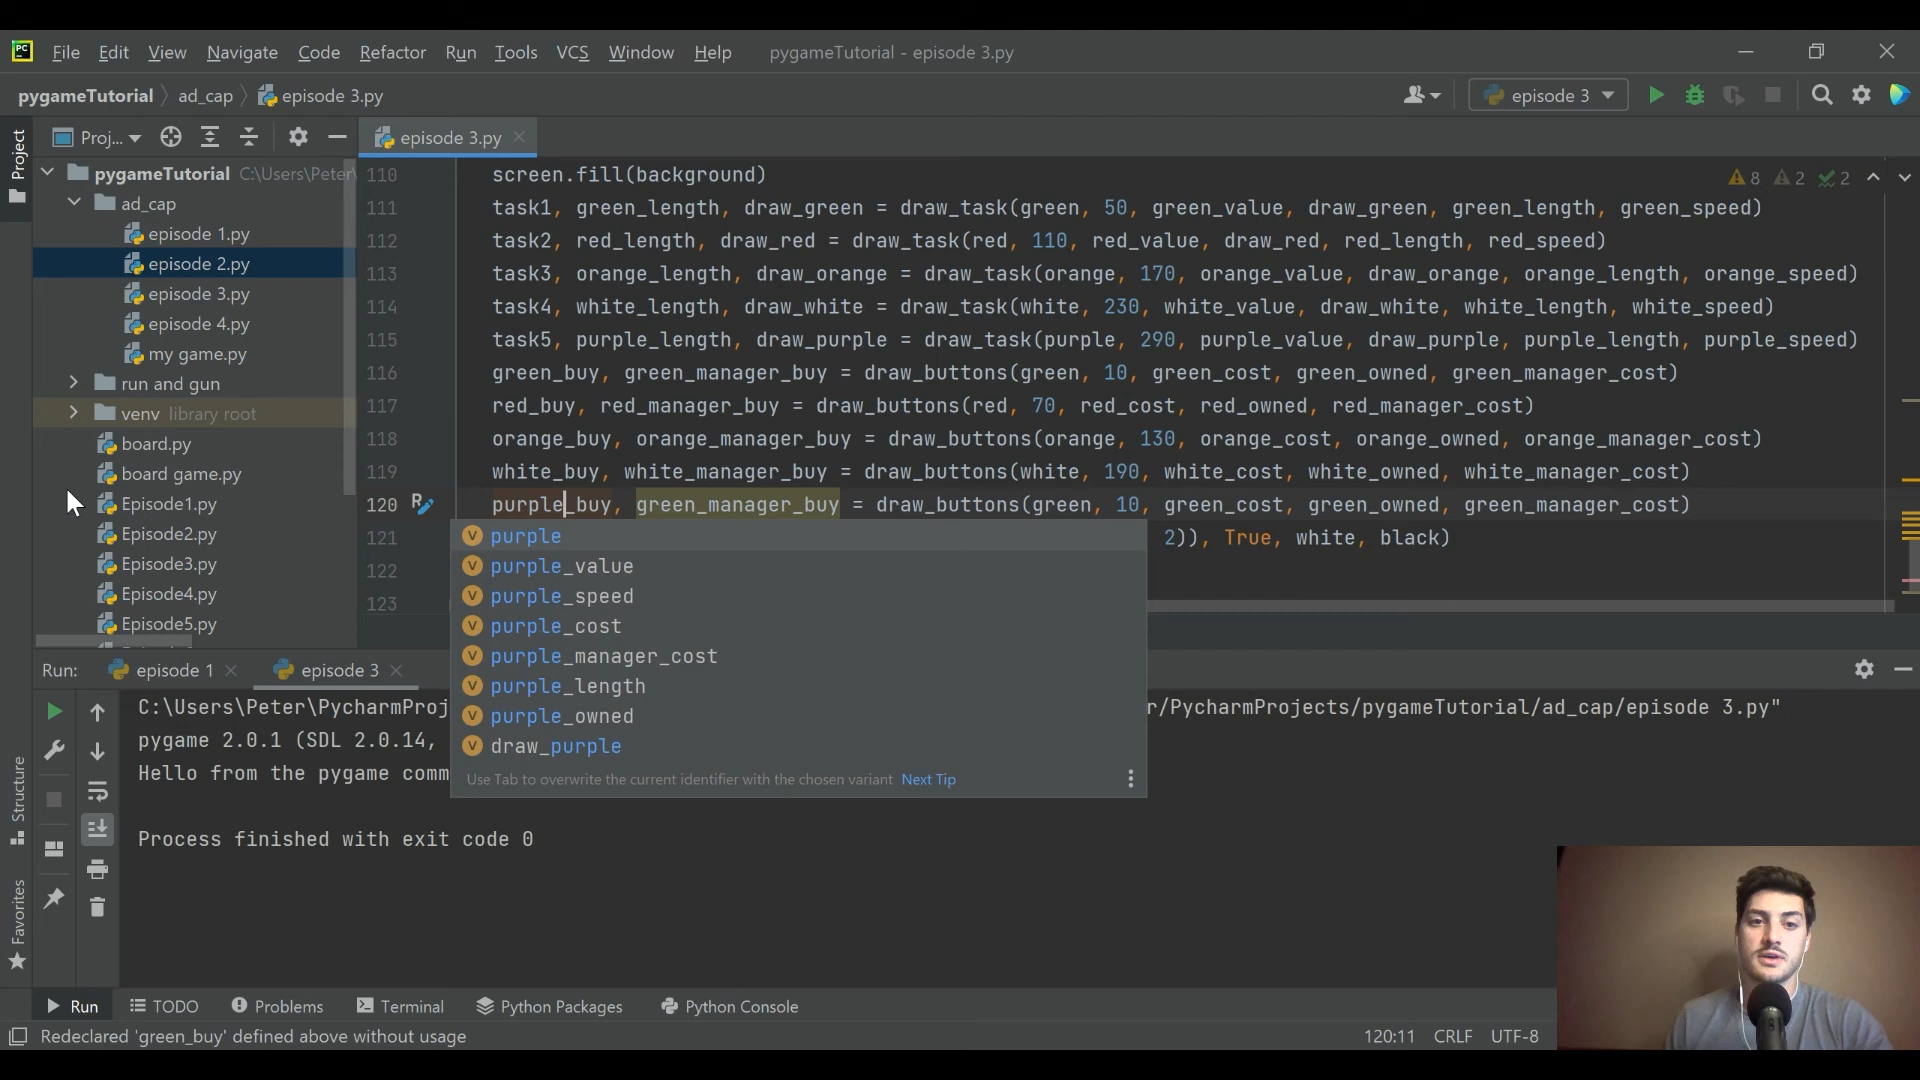 PC File Edit View Navigate Code Refactor Run Tools VCS Window Help pygameTutorial - episode 3.py
pygameTutorial ad_cap episode 3.py episode 3
Project
Proj... episode 3.py
pygameTutorial C:\Users\Peter\
ad_cap
episode 1.py
episode 2.py
episode 3.py
episode 4.py
my game.py
run and gun
venv library root
board.py
board game.py
Episode1.py
Episode2.py
Episode3.py
Episode4.py
Episode5.py
8 2 2
110 screen.fill(background)
111 task1, green_length, draw_green = draw_task(green, 50, green_value, draw_green, green_length, green_speed)
112 task2, red_length, draw_red = draw_task(red, 110, red_value, draw_red, red_length, red_speed)
113 task3, orange_length, draw_orange = draw_task(orange, 170, orange_value, draw_orange, orange_length, orange_speed)
114 task4, white_length, draw_white = draw_task(white, 230, white_value, draw_white, white_length, white_speed)
115 task5, purple_length, draw_purple = draw_task(purple, 290, purple_value, draw_purple, purple_length, purple_speed)
116 green_buy, green_manager_buy = draw_buttons(green, 10, green_cost, green_owned, green_manager_cost)
117 red_buy, red_manager_buy = draw_buttons(red, 70, red_cost, red_owned, red_manager_cost)
118 orange_buy, orange_manager_buy = draw_buttons(orange, 130, orange_cost, orange_owned, orange_manager_cost)
119 white_buy, white_manager_buy = draw_buttons(white, 190, white_cost, white_owned, white_manager_cost)
120 purple_buy, green_manager_buy = draw_buttons(green, 10, green_cost, green_owned, green_manager_cost)
121 2)), True, white, black)
122
123
purple
purple_value
purple_speed
purple_cost
purple_manager_cost
purple_length
purple_owned
draw_purple
Use Tab to overwrite the current identifier with the chosen variant Next Tip
Run: episode 1 episode 3
C:\Users\Peter\PycharmProj r/PycharmProjects/pygameTutorial/ad_cap/episode 3.py"
pygame 2.0.1 (SDL 2.0.14,
Hello from the pygame comm
Process finished with exit code 0
Structure
Favorites
Run TODO Problems Terminal Python Packages Python Console
Redeclared 'green_buy' defined above without usage 120:11 CRLF UTF-8